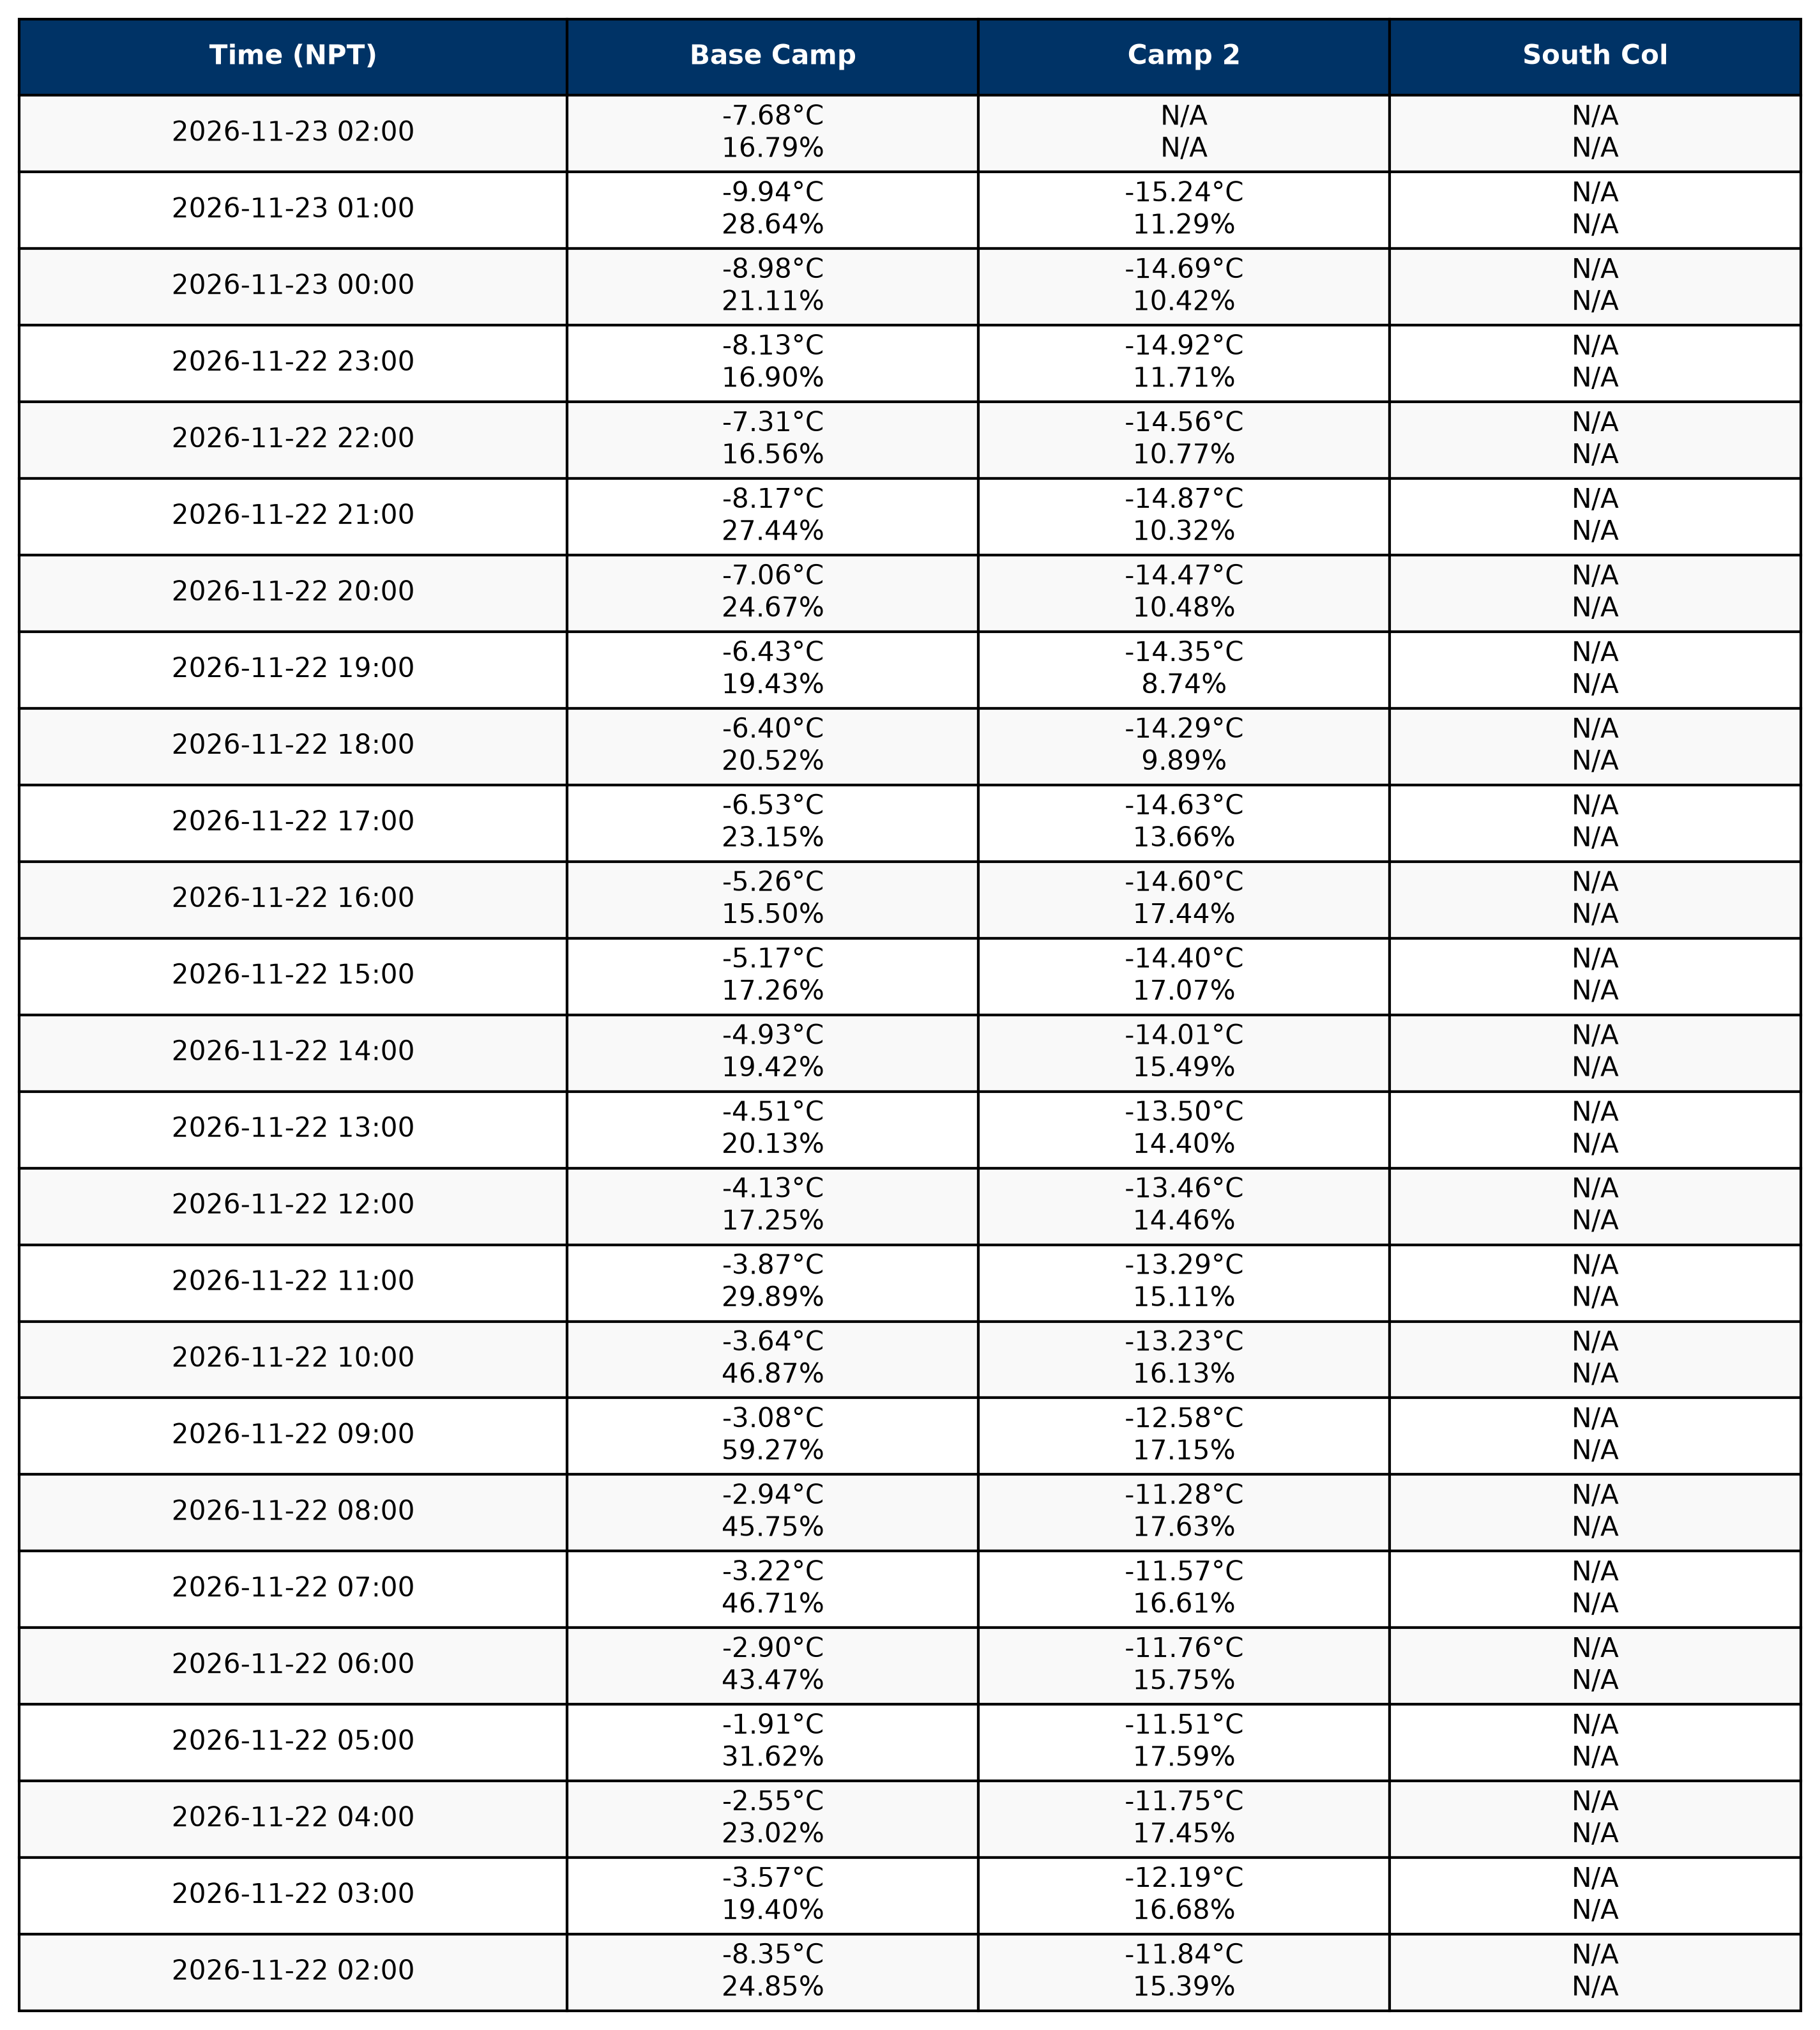 Time (NPT) Base Camp Camp 2 South Col
2026-11-23 02:00 -7.68°C N/A N/A
16.79% N/A N/A
2026-11-23 01:00 -9.94°C -15.24°C N/A
28.64% 11.29% N/A
2026-11-23 00:00 -8.98°C -14.69°C N/A
21.11% 10.42% N/A
2026-11-22 23:00 -8.13°C -14.92°C N/A
16.90% 11.71% N/A
2026-11-22 22:00 -7.31°C -14.56°C N/A
16.56% 10.77% N/A
2026-11-22 21:00 -8.17°C -14.87°C N/A
27.44% 10.32% N/A
2026-11-22 20:00 -7.06°C -14.47°C N/A
24.67% 10.48% N/A
2026-11-22 19:00 -6.43°C -14.35°C N/A
19.43% 8.74% N/A
2026-11-22 18:00 -6.40°C -14.29°C N/A
20.52% 9.89% N/A
2026-11-22 17:00 -6.53°C -14.63°C N/A
23.15% 13.66% N/A
2026-11-22 16:00 -5.26°C -14.60°C N/A
15.50% 17.44% N/A
2026-11-22 15:00 -5.17°C -14.40°C N/A
17.26% 17.07% N/A
2026-11-22 14:00 -4.93°C -14.01°C N/A
19.42% 15.49% N/A
2026-11-22 13:00 -4.51°C -13.50°C N/A
20.13% 14.40% N/A
2026-11-22 12:00 -4.13°C -13.46°C N/A
17.25% 14.46% N/A
2026-11-22 11:00 -3.87°C -13.29°C N/A
29.89% 15.11% N/A
2026-11-22 10:00 -3.64°C -13.23°C N/A
46.87% 16.13% N/A
2026-11-22 09:00 -3.08°C -12.58°C N/A
59.27% 17.15% N/A
2026-11-22 08:00 -2.94°C -11.28°C N/A
45.75% 17.63% N/A
2026-11-22 07:00 -3.22°C -11.57°C N/A
46.71% 16.61% N/A
2026-11-22 06:00 -2.90°C -11.76°C N/A
43.47% 15.75% N/A
2026-11-22 05:00 -1.91°C -11.51°C N/A
31.62% 17.59% N/A
2026-11-22 04:00 -2.55°C -11.75°C N/A
23.02% 17.45% N/A
2026-11-22 03:00 -3.57°C -12.19°C N/A
19.40% 16.68% N/A
2026-11-22 02:00 -8.35°C -11.84°C N/A
24.85% 15.39% N/A